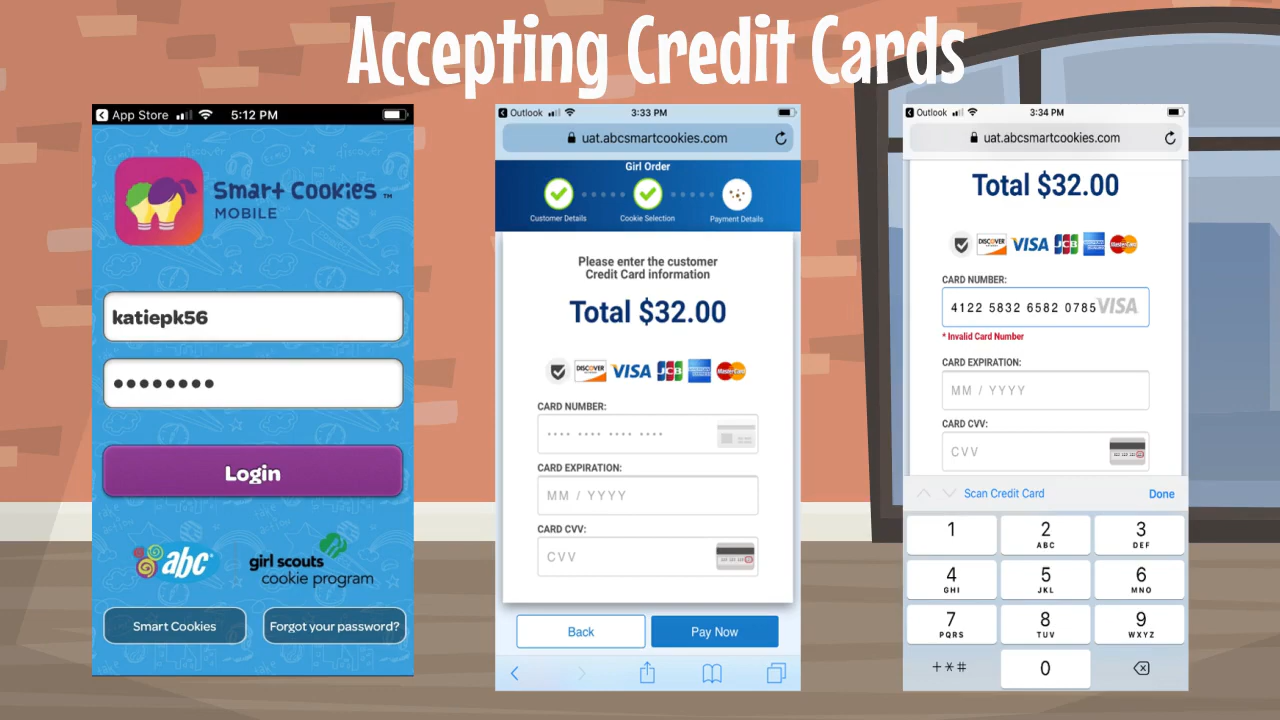 Accepting Credit Cards
App Store 5:12 PM
Smart Cookies™
MOBILE
katiepk56
Login
abc
girl scouts
cookie program
Smart Cookies
Forgot your password?
Outlook 3:33 PM
uat.abcsmartcookies.com
Girl Order
Customer Details Cookie Selection Payment Details
Please enter the customer
Credit Card information
Total $32.00
DISCOVER VISA JCB MasterCard
CARD NUMBER:
CARD EXPIRATION:
MM / YYYY
CARD CVV:
CVV
Back Pay Now
Outlook 3:34 PM
uat.abcsmartcookies.com
Total $32.00
DISCOVER VISA JCB MasterCard
CARD NUMBER:
4122 5832 6582 0785 VISA
* Invalid Card Number
CARD EXPIRATION:
MM / YYYY
CARD CVV:
CVV
Scan Credit Card Done
1 2 3
ABC DEF
4 5 6
GHI JKL MNO
7 8 9
PQRS TUV WXYZ
+*# 0